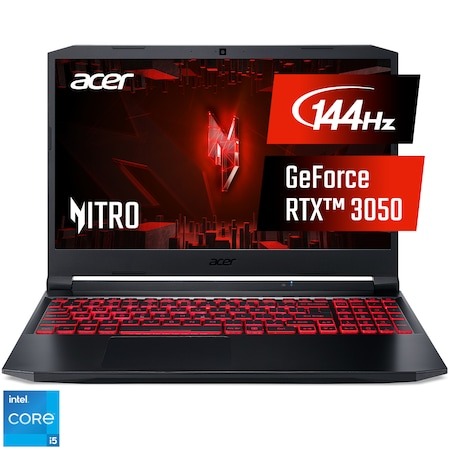 acer
144Hz
GeForce
RTX™ 3050
NITRO
acer
intel
CORE
i5